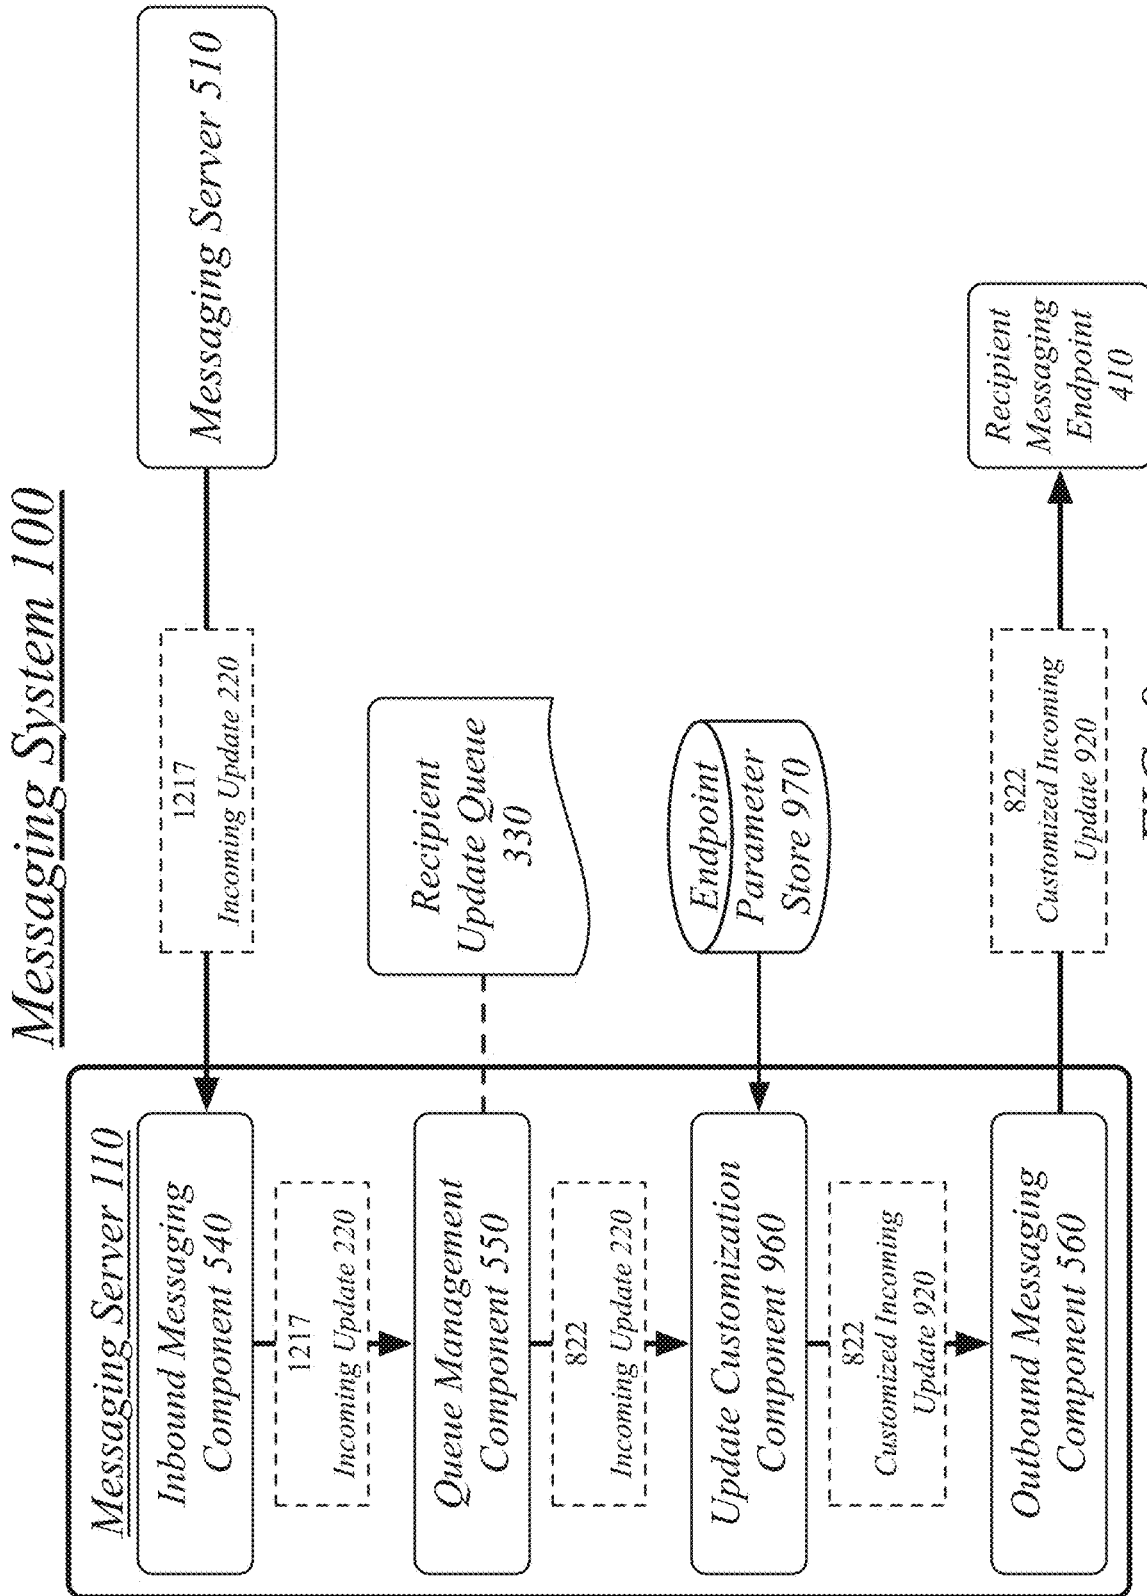 Messaging System 100
Messaging Server 110
Inbound Messaging
Component 540
1217
Incoming Update 220
Messaging Server 510
1217
Incoming Update 220
Queue Management
Component 550
Recipient
Update Queue
330
822
Incoming Update 220
Update Customization
Component 960
Endpoint
Parameter
Store 970
822
Customized Incoming
Update 920
Outbound Messaging
Component 560
822
Customized Incoming
Update 920
Recipient
Messaging
Endpoint
410